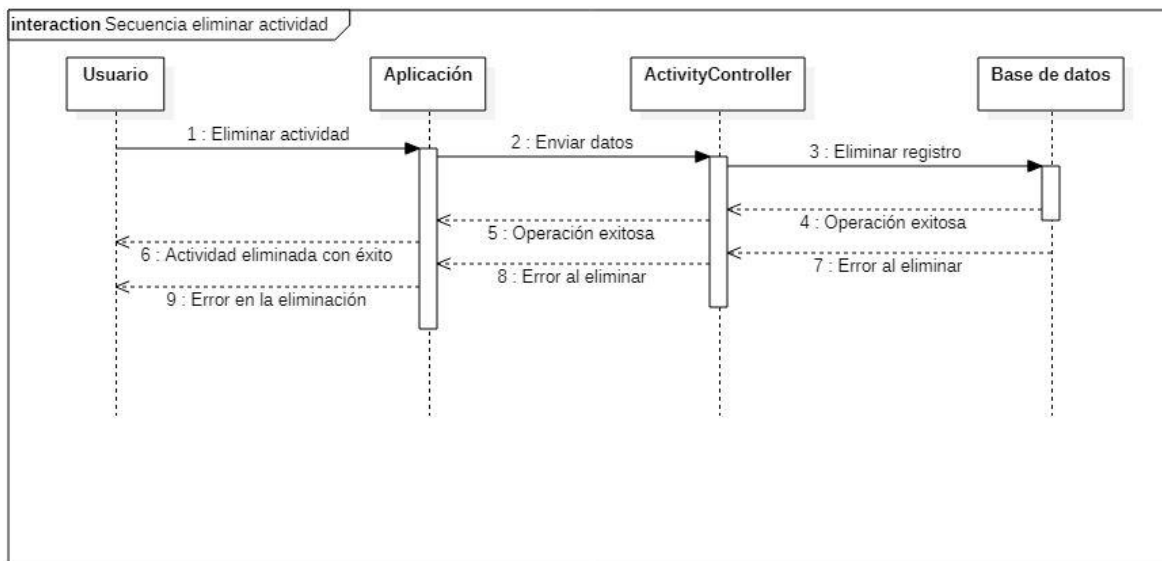 interaction Secuencia eliminar actividad
Usuario
Aplicación
ActivityController
Base de datos
1 : Eliminar actividad
2 : Enviar datos
3 : Eliminar registro
4 : Operación exitosa
5 : Operación exitosa
6 : Actividad eliminada con éxito
7 : Error al eliminar
8 : Error al eliminar
9 : Error en la eliminación